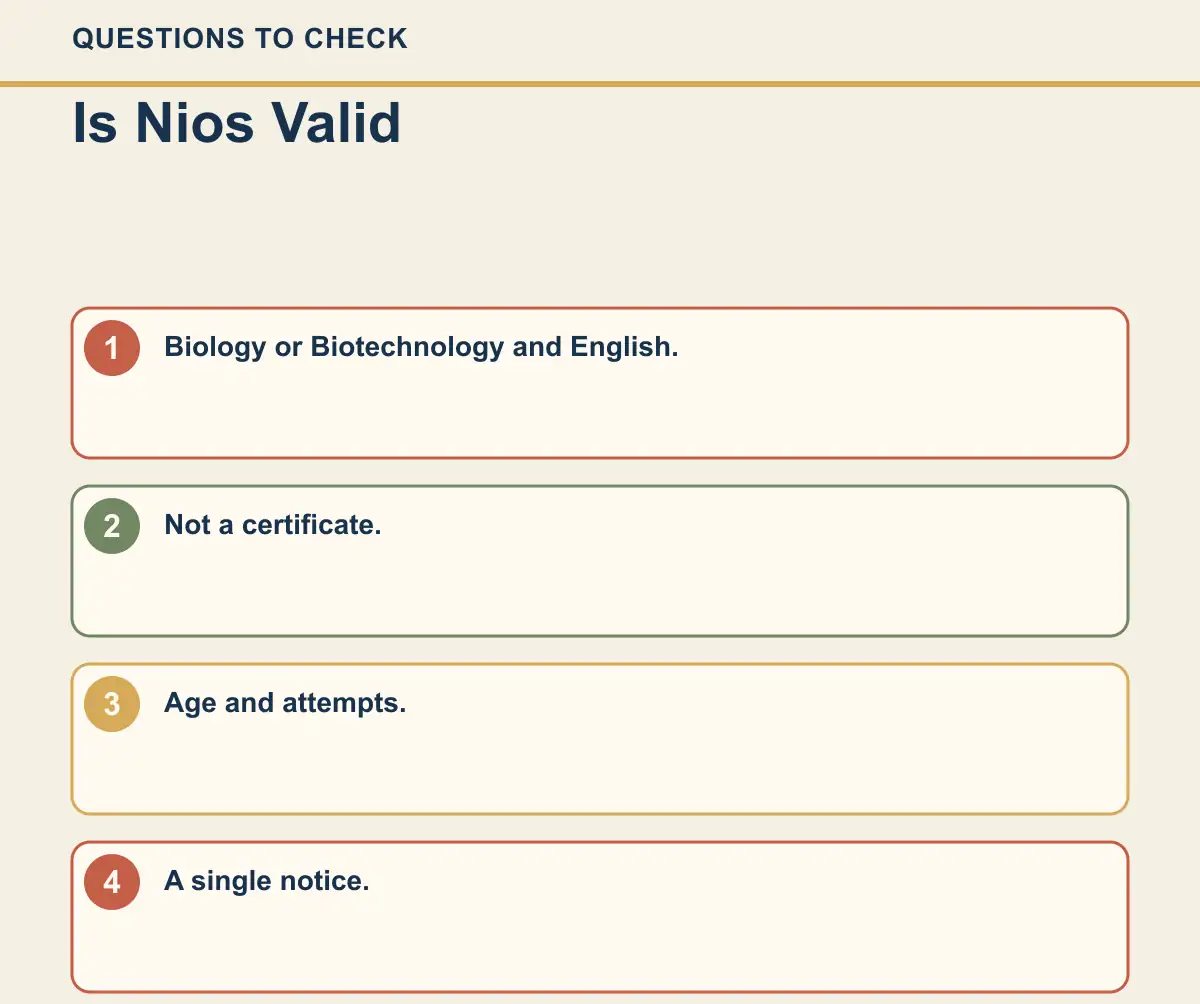 QUESTIONS TO CHECK
Is Nios Valid
1 Biology or Biotechnology and English.
2 Not a certificate.
3 Age and attempts.
4 A single notice.